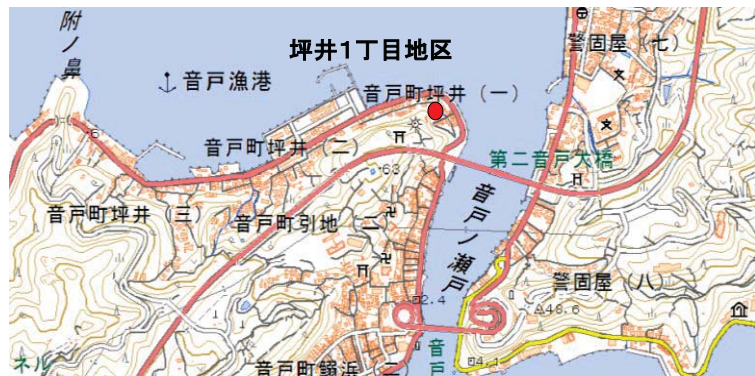 坪井1丁目地区
附ノ鼻
音戸漁港
警固屋（七）
音戸町坪井（一）
音戸町坪井（二）
第二音戸大橋
音戸町坪井（三）
音戸町引地
63
音戸ノ瀬戸
警固屋（八）
2.4
48.6
4.1
ネル
音戸町鰯浜
音戸